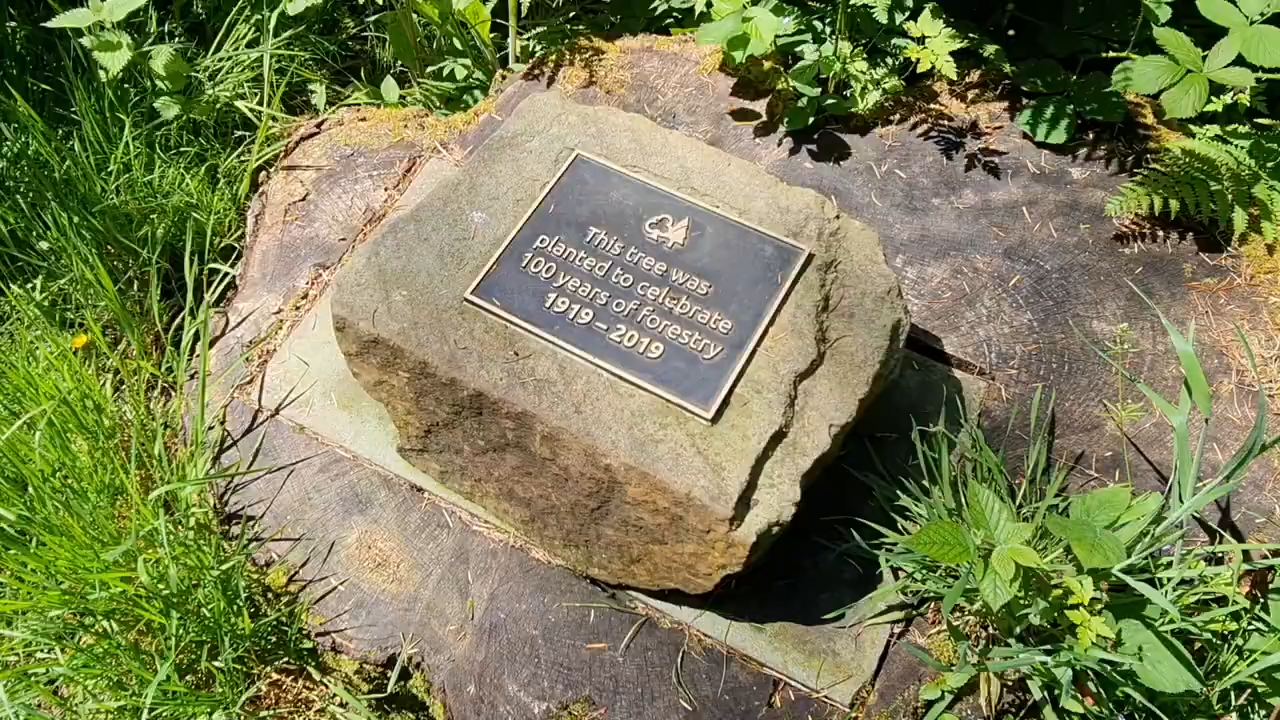 This tree was
planted to celebrate
100 years of forestry
1919 – 2019